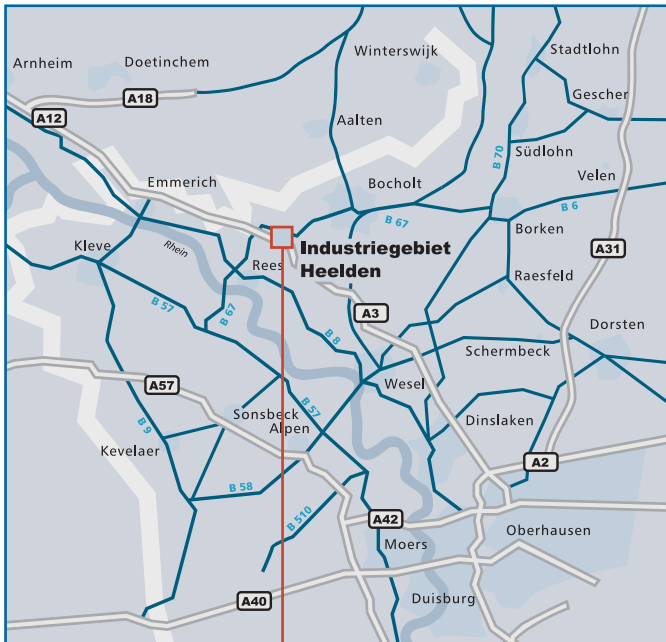 Winterswijk
Stadtlohn
Arnheim
Doetinchem
A18
Gescher
A12
Aalten
B 70
Südlohn
Velen
Emmerich
Bocholt
B 67
B 6
Borken
Kleve
Rhein
Industriegebiet
Heelden
A31
Rees
Raesfeld
B 57
B 67
A3
B 8
Dorsten
Schermbeck
A57
Wesel
Sonsbeck
B 57
Alpen
Dinslaken
B 9
Kevelaer
A2
B 58
B 510
A42
Oberhausen
Moers
A40
Duisburg